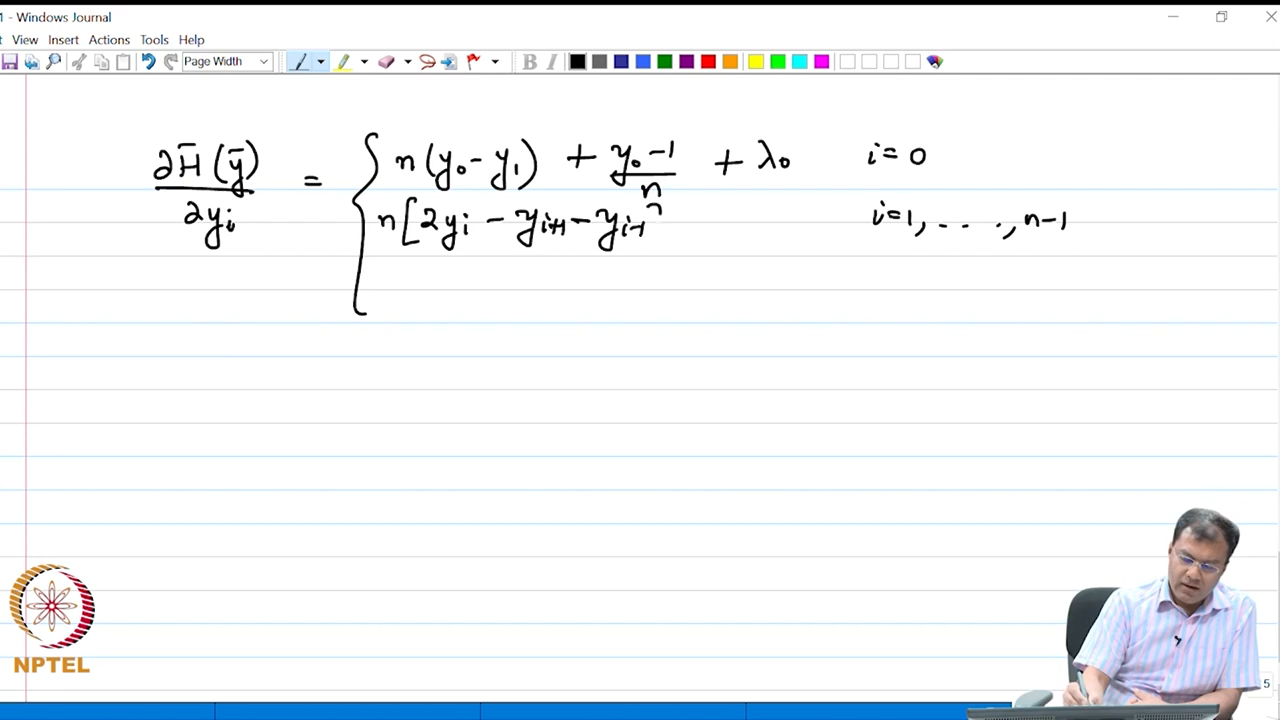 1 - Windows Journal
t View Insert Actions Tools Help
Page Width
B I
∂H̄(ȳ)/∂yᵢ = { n(y₀ - y₁) + (y₀ - 1)/n + λ₀ i = 0
n[2yᵢ - yᵢ₊₁ - yᵢ₋₁ i = 1, ...., n-1
NPTEL
5